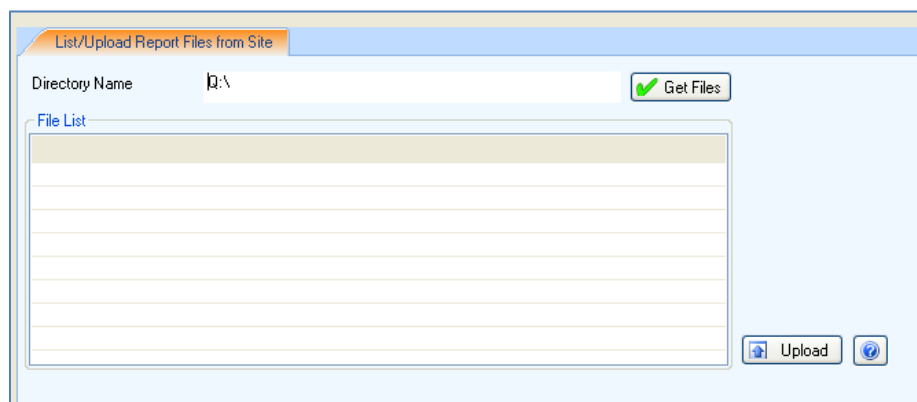 List/Upload Report Files from Site
Directory Name Q:\ Get Files
File List
Upload